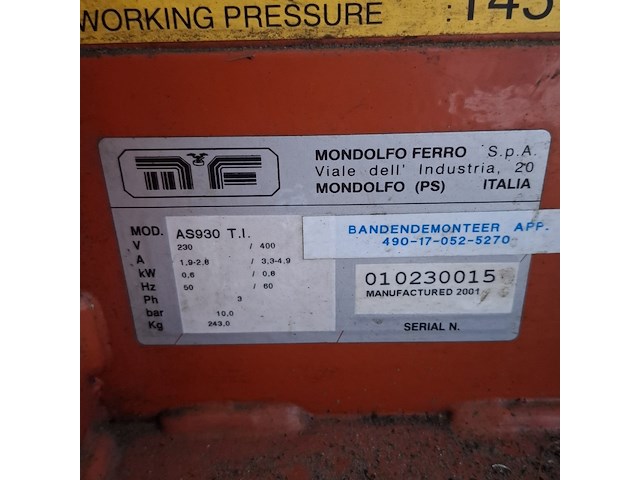 WORKING PRESSURE : 145
MF
MONDOLFO FERRO S.p.A.
Viale dell' Industria, 20
MONDOLFO (PS) ITALIA
MOD. AS930 T.I.
V 230 / 400
A 1,9-2,8 / 3,3-4,9
kW 0,6 / 0,8
Hz 50 / 60
Ph 3
bar 10,0
Kg 243,0
BANDENDEMONTEER APP.
490-17-052-5270
010230015
MANUFACTURED 2001
SERIAL N.